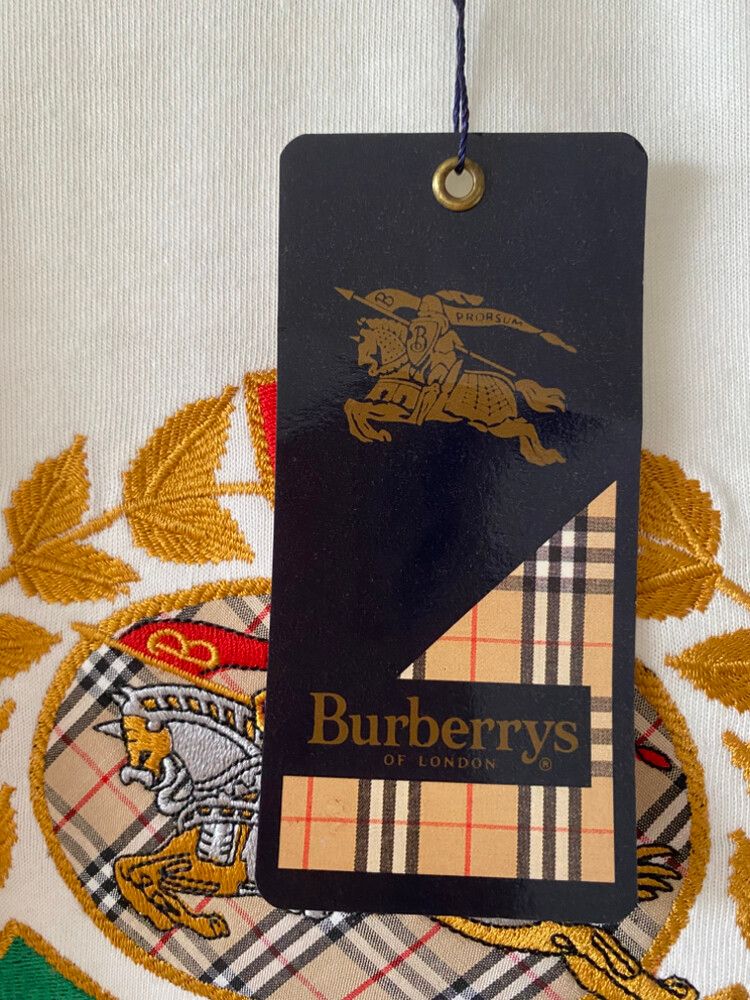 B PRORSUM
B
Burberrys
OF LONDON ®
B